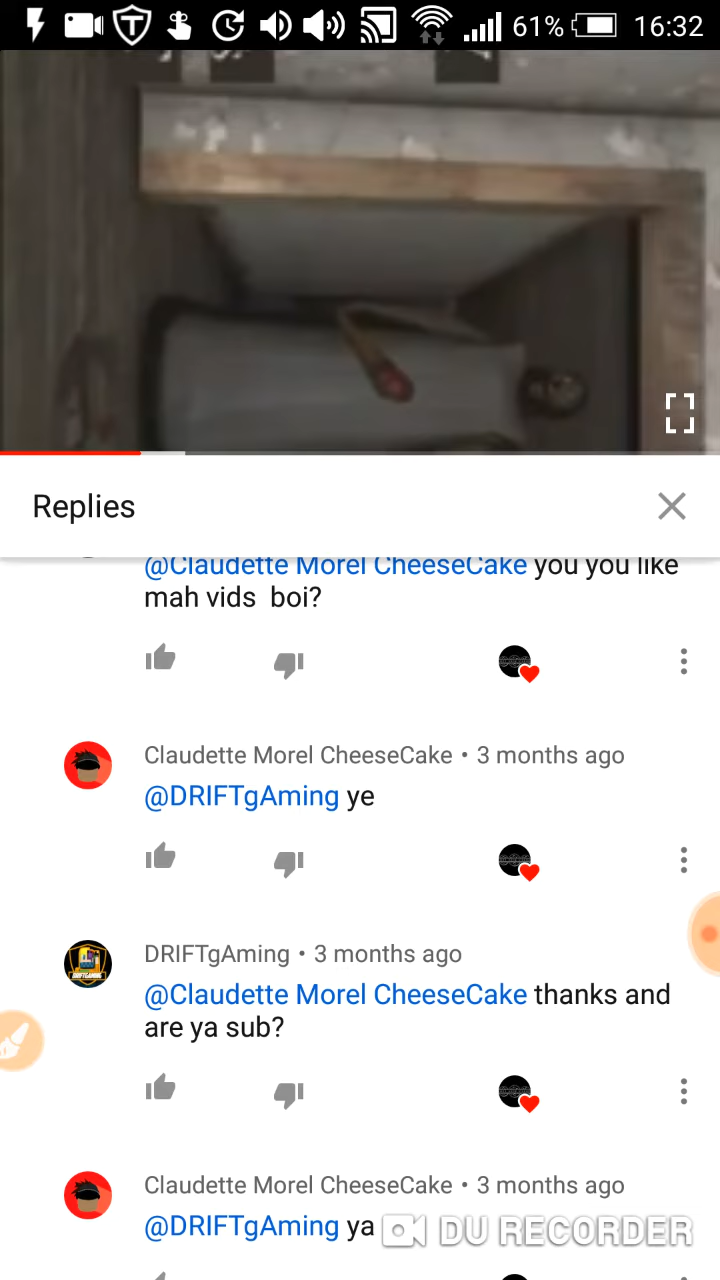 61% 16:32
Replies
@Claudette Morel CheeseCake you you like
mah vids boi?
Claudette Morel CheeseCake • 3 months ago
@DRIFTgAming ye
DRIFTgAming • 3 months ago
@Claudette Morel CheeseCake thanks and
are ya sub?
Claudette Morel CheeseCake • 3 months ago
@DRIFTgAming ya
DU RECORDER